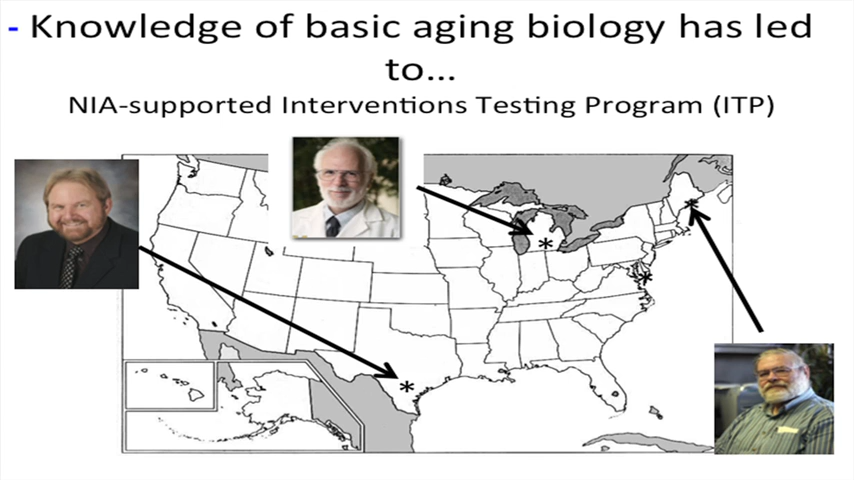 - Knowledge of basic aging biology has led
to...
NIA-supported Interventions Testing Program (ITP)
*
*
*
*